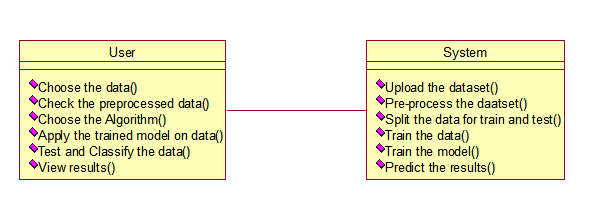 User
Choose the data()
Check the preprocessed data()
Choose the Algorithm()
Apply the trained model on data()
Test and Classify the data()
View results()
System
Upload the dataset()
Pre-process the daatset()
Split the data for train and test()
Train the data()
Train the model()
Predict the results()